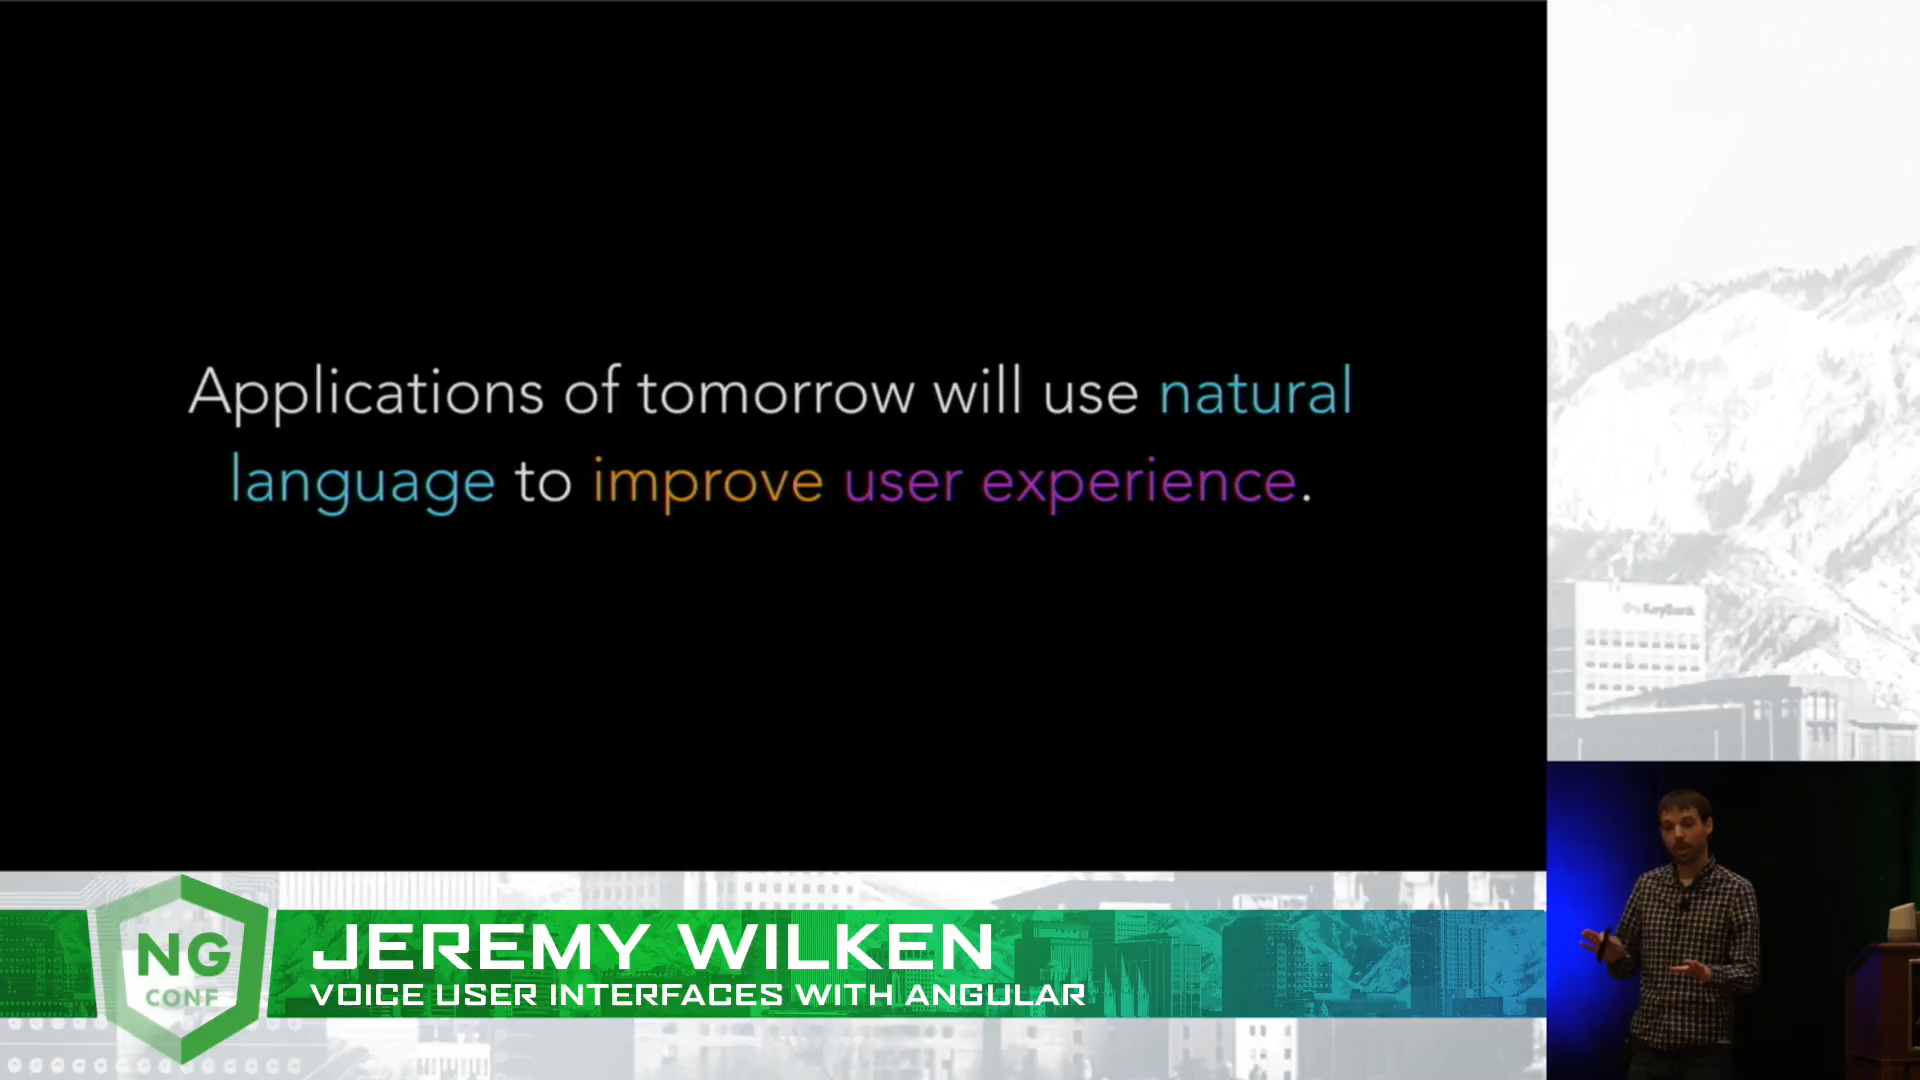 Applications of tomorrow will use natural
language to improve user experience.
KeyBank
NG
CONF
JEREMY WILKEN
VOICE USER INTERFACES WITH ANGULAR